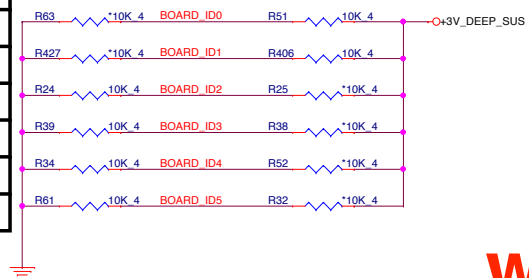 R63 *10K_4 BOARD_ID0 R51 10K_4 +3V_DEEP_SUS
R427 *10K_4 BOARD_ID1 R406 10K_4
R24 10K_4 BOARD_ID2 R25 *10K_4
R39 10K_4 BOARD_ID3 R38 *10K_4
R34 10K_4 BOARD_ID4 R52 *10K_4
R61 10K_4 BOARD_ID5 R32 *10K_4